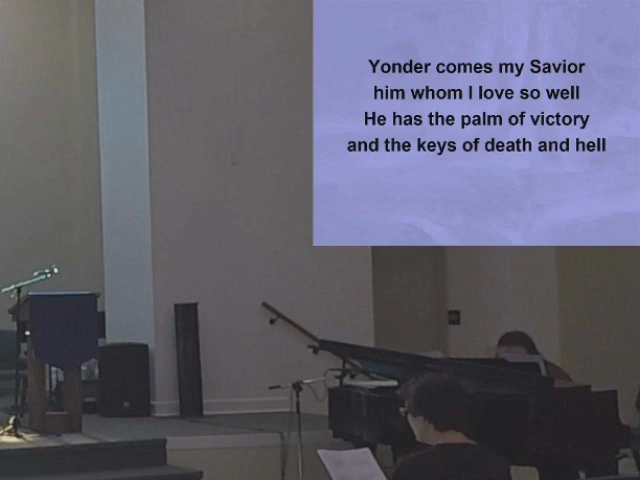 Yonder comes my Savior
him whom I love so well
He has the palm of victory
and the keys of death and hell